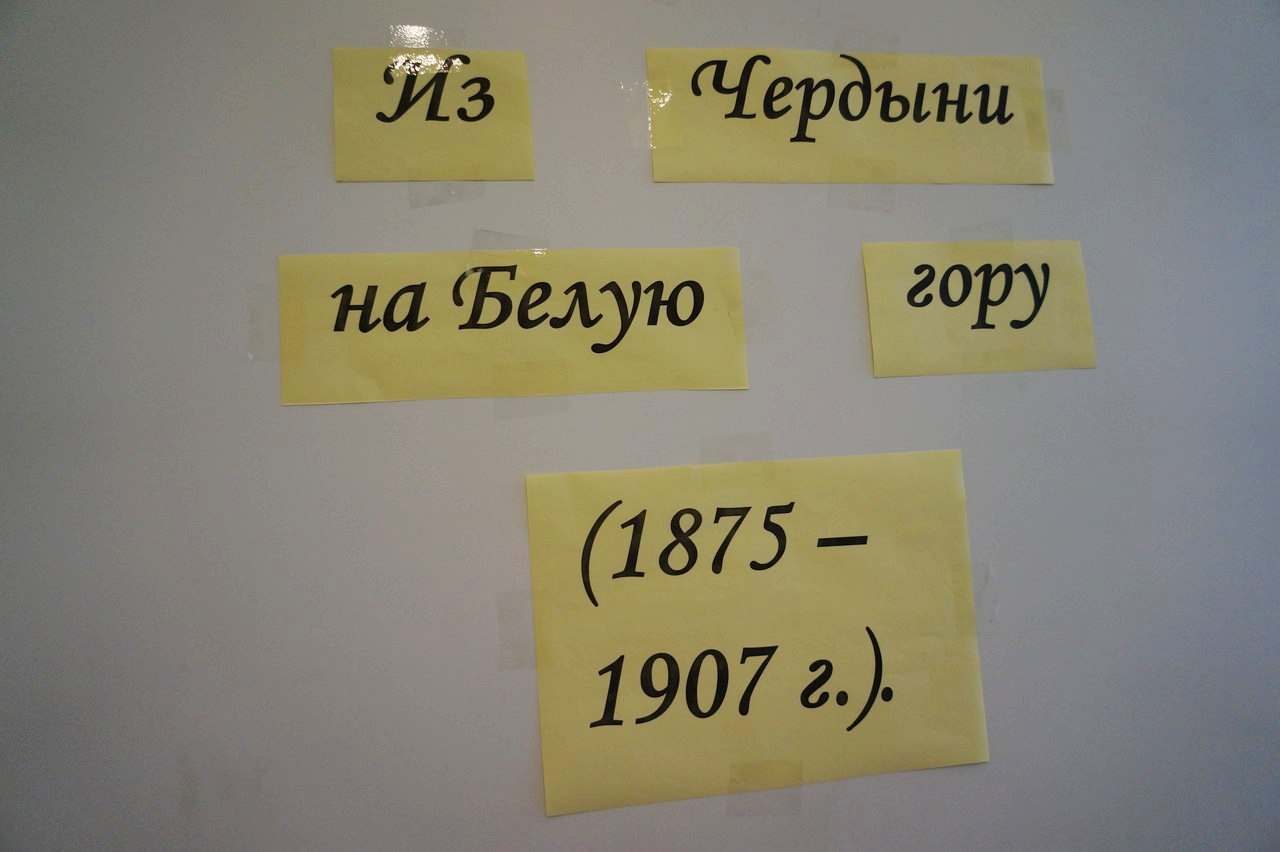 Из Чердыни
на Белую гору
(1875 –
1907 г.).